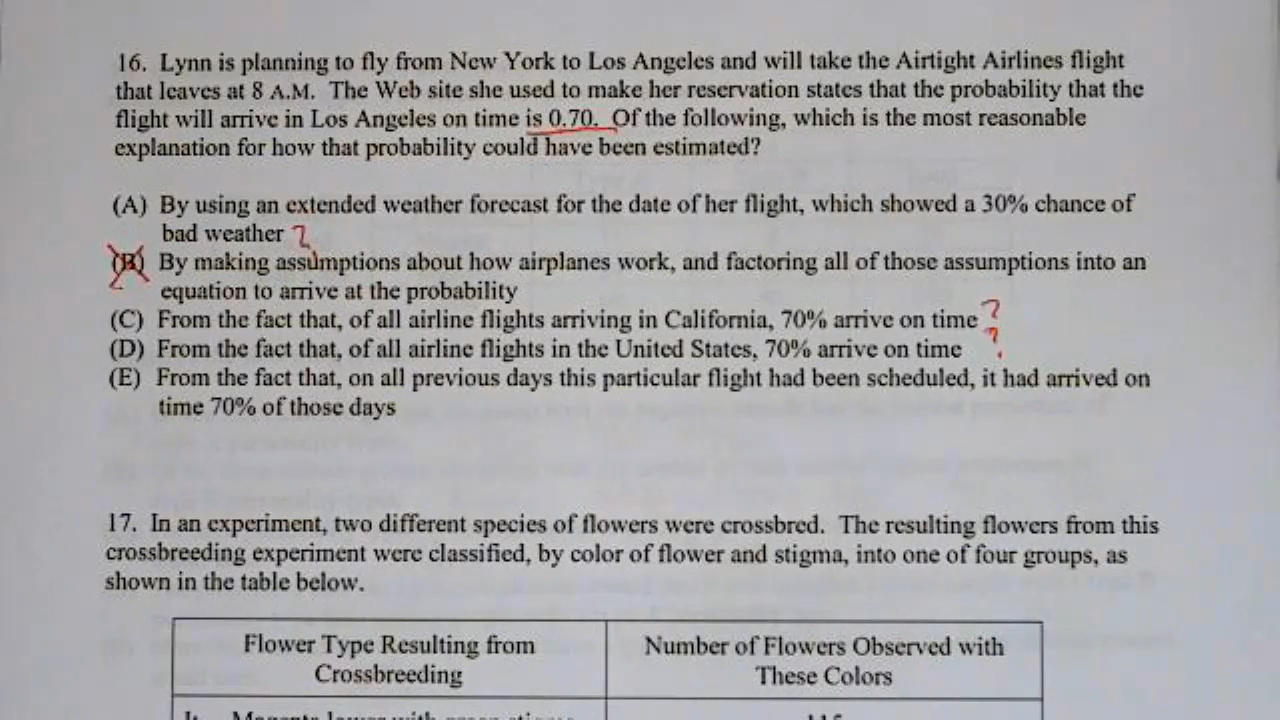 16. Lynn is planning to fly from New York to Los Angeles and will take the Airtight Airlines flight
that leaves at 8 A.M. The Web site she used to make her reservation states that the probability that the
flight will arrive in Los Angeles on time is 0.70. Of the following, which is the most reasonable
explanation for how that probability could have been estimated?
(A) By using an extended weather forecast for the date of her flight, which showed a 30% chance of
bad weather ?
(B) By making assumptions about how airplanes work, and factoring all of those assumptions into an
equation to arrive at the probability
(C) From the fact that, of all airline flights arriving in California, 70% arrive on time ?
(D) From the fact that, of all airline flights in the United States, 70% arrive on time ?
(E) From the fact that, on all previous days this particular flight had been scheduled, it had arrived on
time 70% of those days
17. In an experiment, two different species of flowers were crossbred. The resulting flowers from this
crossbreeding experiment were classified, by color of flower and stigma, into one of four groups, as
shown in the table below.
Flower Type Resulting from
Crossbreeding
Number of Flowers Observed with
These Colors